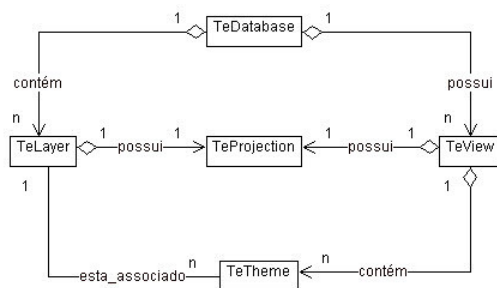 1 TeDatabase 1
contém possui
n n
TeLayer 1 possui 1 TeProjection 1 possui 1 TeView
1 1
n n
esta_associado TeTheme contém